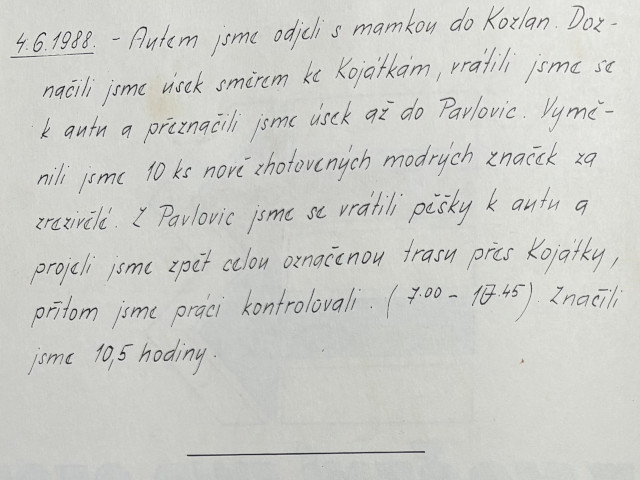 4.6.1988. - Autem jsme odjeli s mamkou do Kozlan. Doz-
načili jsme úsek směrem ke Kojátkám, vrátili jsme se
k autu a přeznačili jsme úsek až do Pavlovic. Vymě-
nili jsme 10 ks nově zhotovených modrých značek za
zrezivělé. Z Pavlovic jsme se vrátili pěšky k autu a
projeli jsme zpět celou označenou trasu přes Kojátky,
přitom jsme práci kontrolovali. (7.00 - 17.45). Značili
jsme 10,5 hodiny.